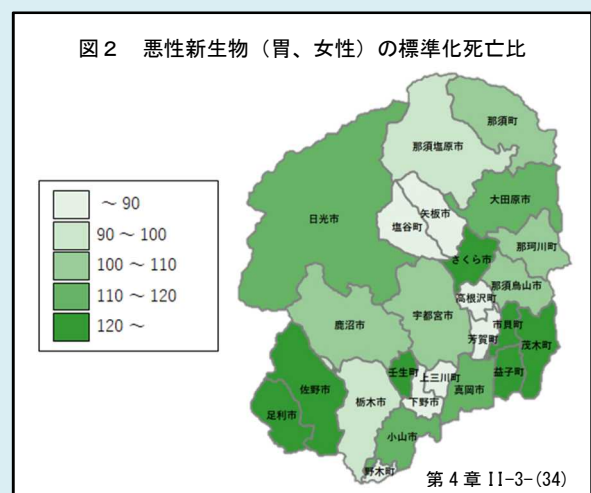 図2 悪性新生物(胃、女性)の標準化死亡比
~90
90~100
100~110
110~120
120~
那須町
那須塩原市
大田原市
日光市
矢板市
塩谷町
那珂川町
さくら市
那須烏山市
高根沢町
宇都宮市
鹿沼市
市貝町
茂木町
芳賀町
壬生町
上三川町
益子町
佐野市
真岡市
下野市
栃木市
足利市
小山市
野木町
第4章II-3-(34)